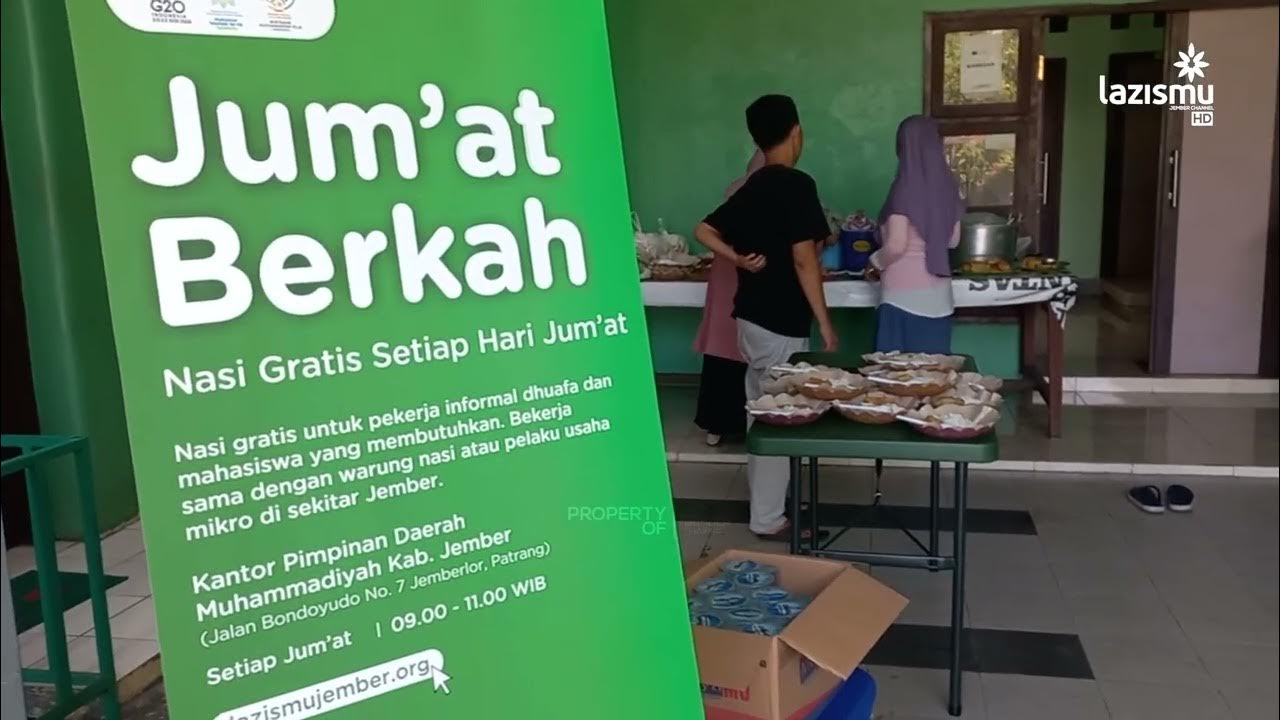 G20
INDONESIA
lazismu
JEMBER CHANNEL
HD
Jum'at
Berkah
Nasi Gratis Setiap Hari Jum'at
Nasi gratis untuk pekerja informal dhuafa dan
mahasiswa yang membutuhkan. Bekerja
sama dengan warung nasi atau pelaku usaha
mikro di sekitar Jember.
Kantor Pimpinan Daerah
Muhammadiyah Kab. Jember
(Jalan Bondoyudo No. 7 Jemberlor, Patrang)
Setiap Jum'at | 09.00 - 11.00 WIB
lazismujember.org
PROPERTY
OF